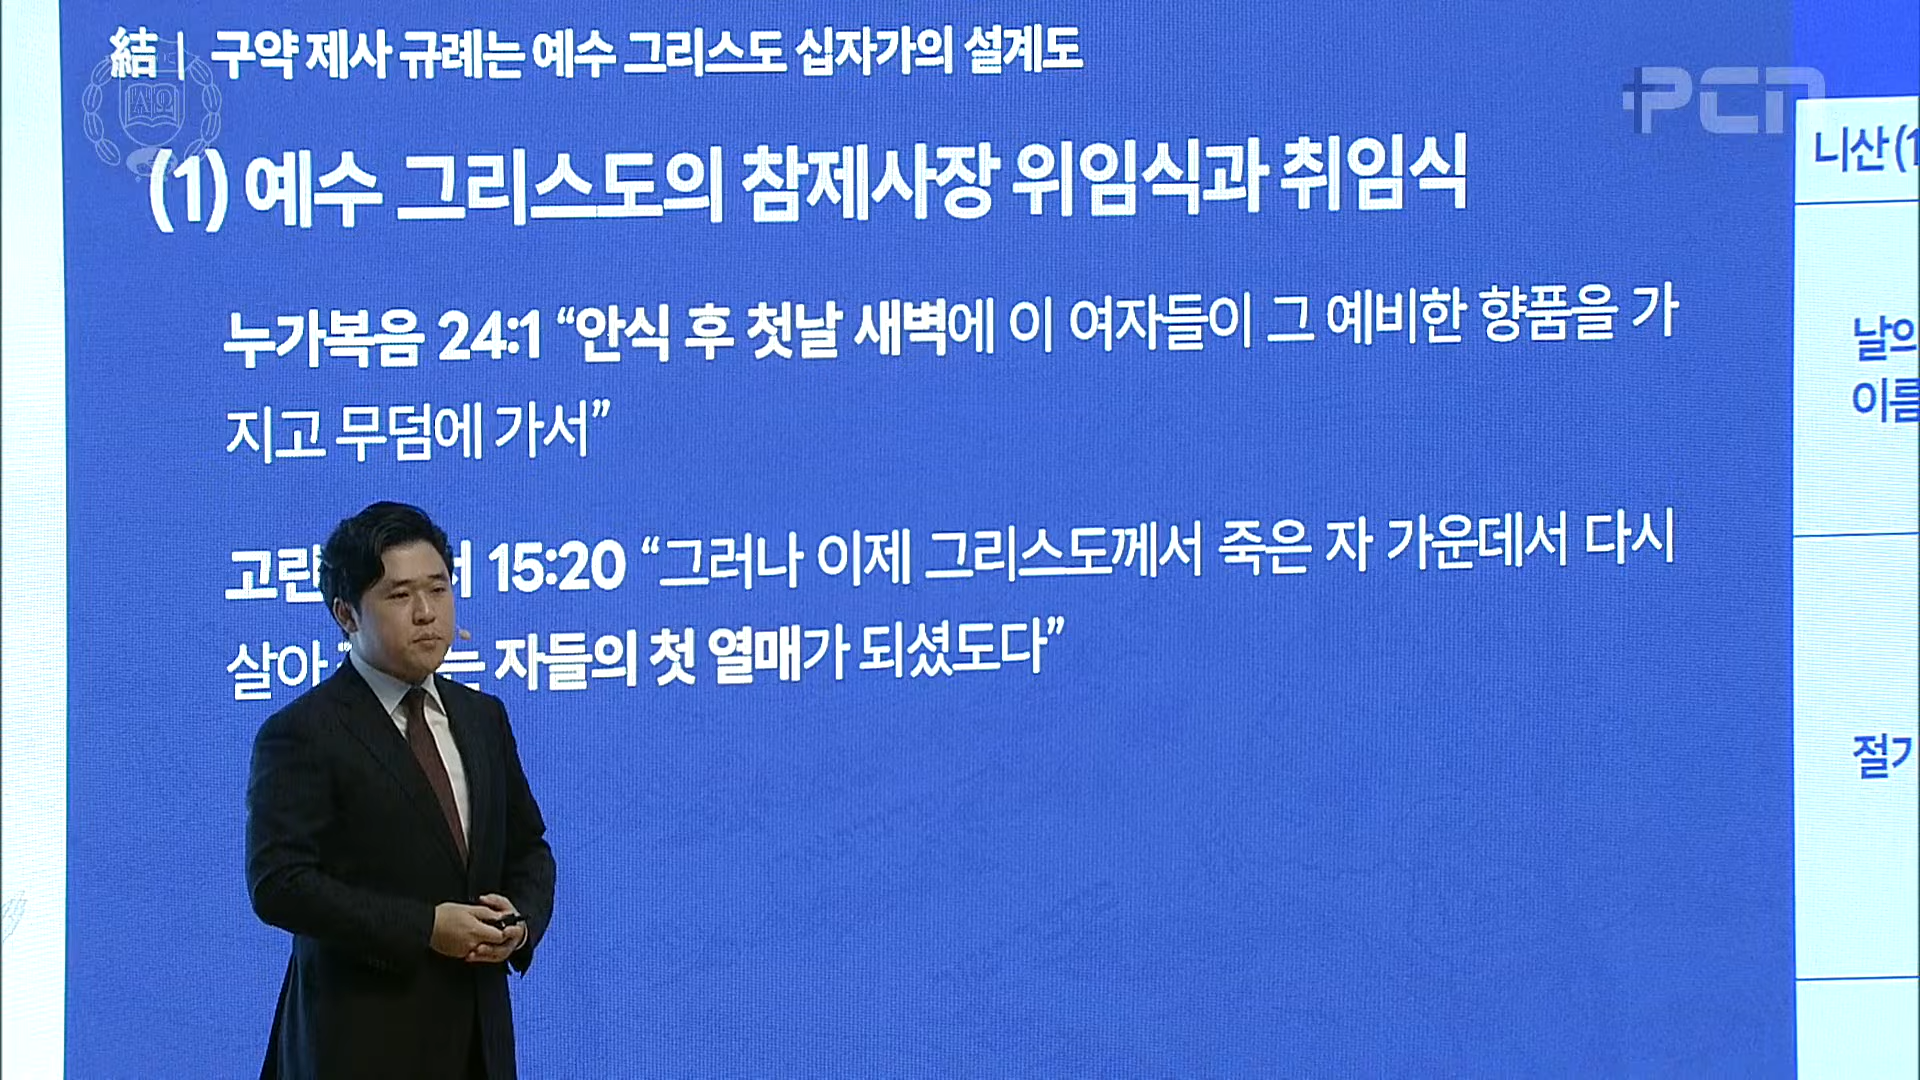 結 | 구약 제사 규례는 예수 그리스도 십자가의 설계도
PCN
(1) 예수 그리스도의 참제사장 위임식과 취임식
누가복음 24:1 “안식 후 첫날 새벽에 이 여자들이 그 예비한 향품을 가
지고 무덤에 가서”
15:20 “그러나 이제 그리스도께서 죽은 자 가운데서 다시
살아 자들의 첫 열매가 되셨도다”
니산(1
날의
이름
절기
ΑΩ